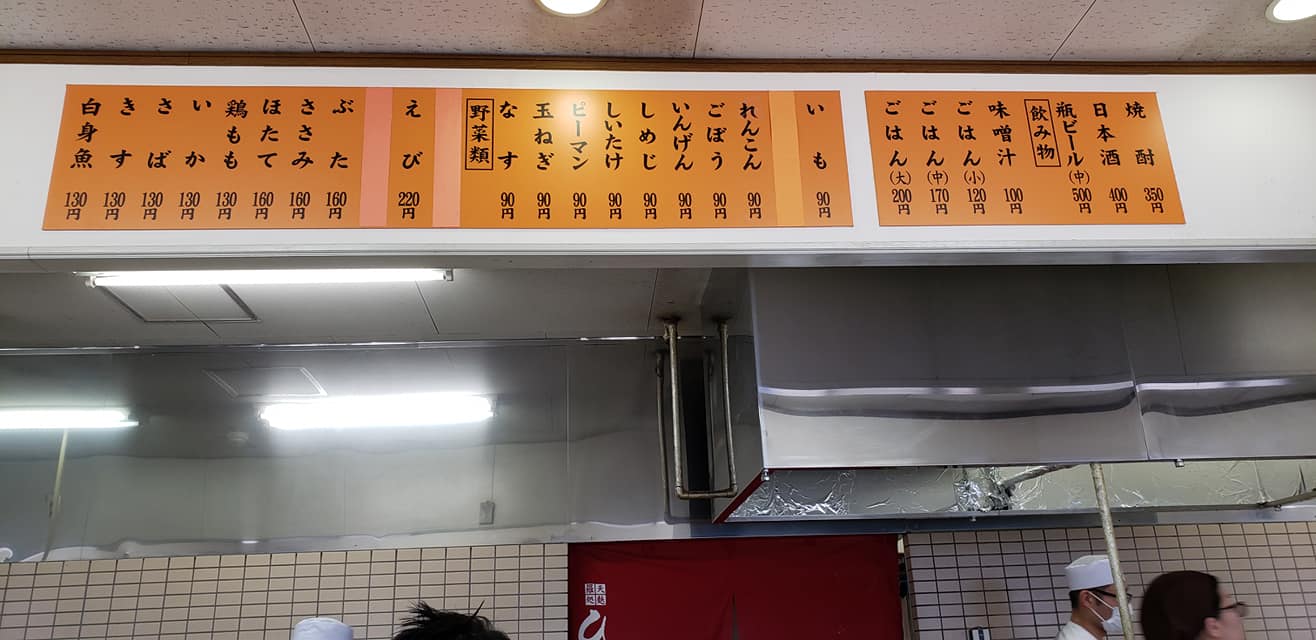 焼酎 350円
日本酒 400円
瓶ビール(中) 500円
飲み物
味噌汁 100円
ごはん(小) 120円
ごはん(中) 170円
ごはん(大) 200円
いも 90円
れんこん 90円
ごぼう 90円
いんげん 90円
しめじ 90円
しいたけ 90円
ピーマン 90円
玉ねぎ 90円
なす 90円
野菜類
えび 220円
ぶた 160円
ささみ 160円
ほたて 160円
鶏もも 130円
いか 130円
さば 130円
きす 130円
白身魚 130円
ひ